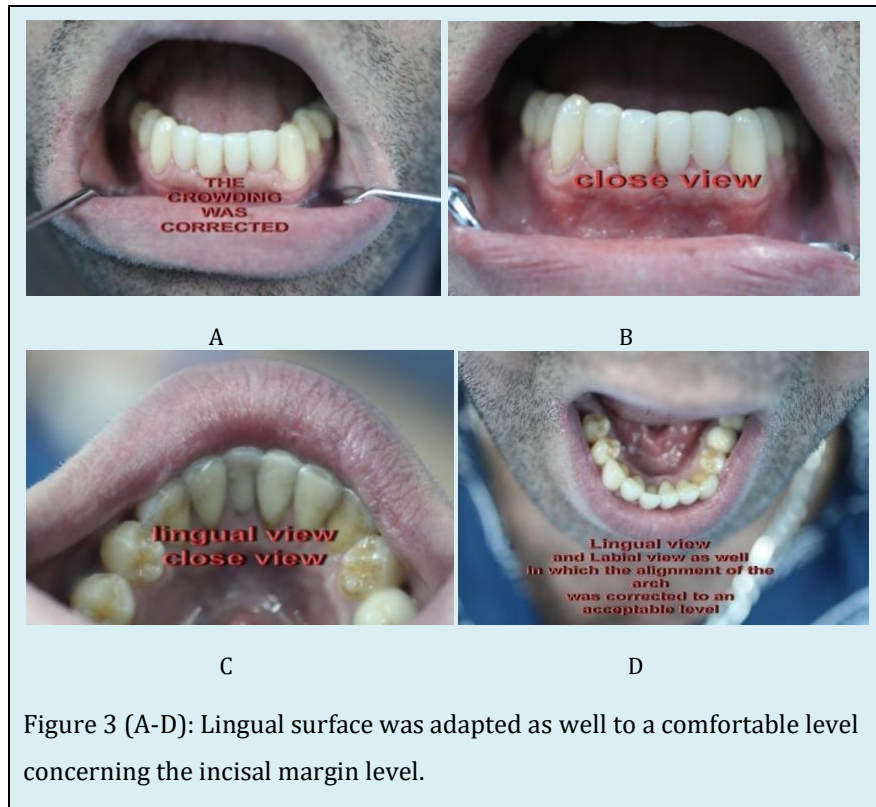 THE
CROWDING
WAS
CORRECTED
close view
A
B
lingual view
close view
Lingual view
and Labial view as well
in which the alignment of the
arch
was corrected to an
acceptable level
C
D
Figure 3 (A-D): Lingual surface was adapted as well to a comfortable level
concerning the incisal margin level.